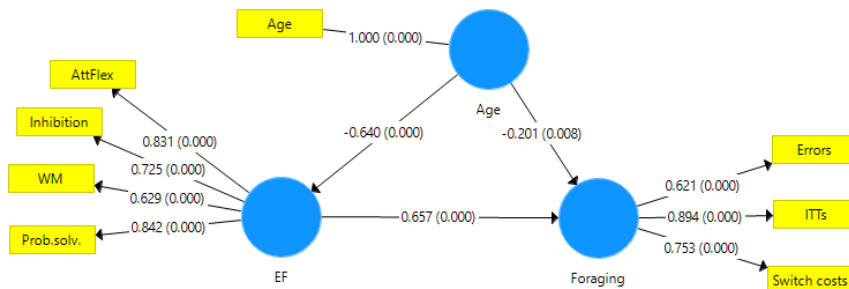 Age
1.000 (0.000)
AttFlex
Age
Inhibition
0.831 (0.000)
-0.640 (0.000)
-0.201 (0.008)
Errors
0.725 (0.000)
WM
0.621 (0.000)
0.629 (0.000)
0.657 (0.000)
0.894 (0.000)
ITTs
Prob.solv.
0.842 (0.000)
0.753 (0.000)
EF
Foraging
Switch costs